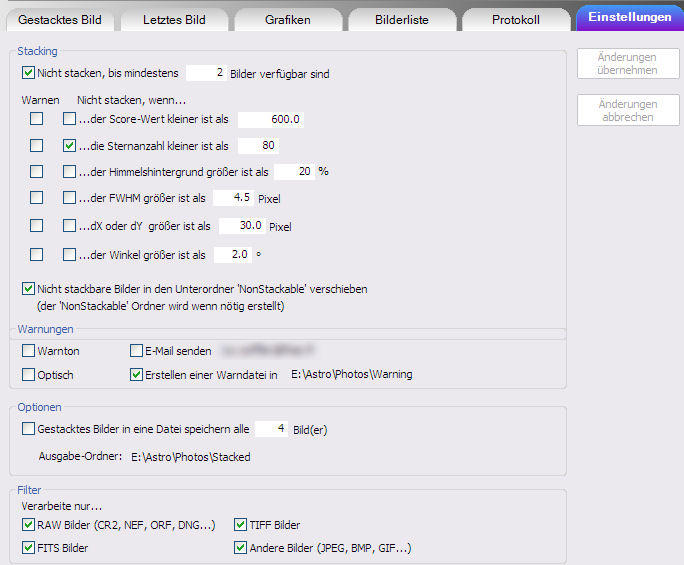 Gestacktes Bild Letztes Bild Grafiken Bilderliste Protokoll Einstellungen
Stacking
Nicht stacken, bis mindestens 2 Bilder verfügbar sind
Änderungen übernehmen
Änderungen abbrechen
Warnen Nicht stacken, wenn...
...der Score-Wert kleiner ist als 600.0
...die Sternanzahl kleiner ist als 80
...der Himmelshintergrund größer ist als 20 %
...der FWHM größer ist als 4.5 Pixel
...dX oder dY größer ist als 30.0 Pixel
...der Winkel größer ist als 2.0 °
Nicht stackbare Bilder in den Unterordner 'NonStackable' verschieben
(der 'NonStackable' Ordner wird wenn nötig erstellt)
Warnungen
Warnton E-Mail senden
Optisch Erstellen einer Warndatei in E:\Astro\Photos\Warning
Optionen
Gestacktes Bilder in eine Datei speichern alle 4 Bild(er)
Ausgabe-Ordner: E:\Astro\Photos\Stacked
Filter
Verarbeite nur...
RAW Bilder (CR2, NEF, ORF, DNG...) TIFF Bilder
FITS Bilder Andere Bilder (JPEG, BMP, GIF...)